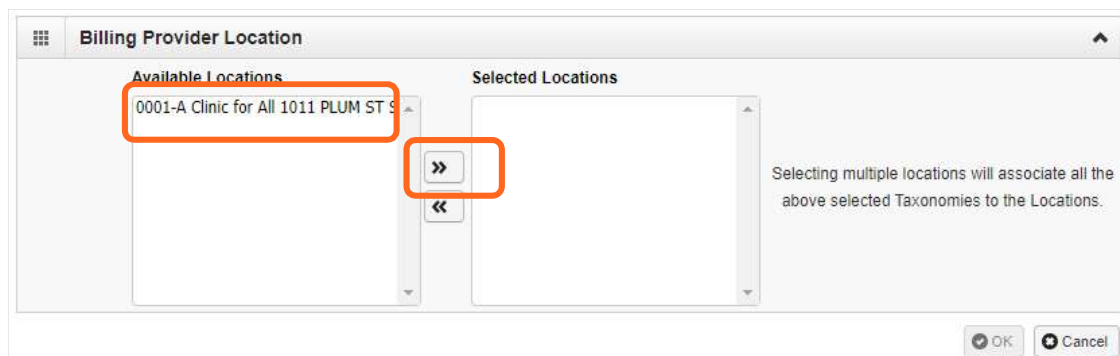 Billing Provider Location
Available Locations
Selected Locations
0001-A Clinic for All 1011 PLUM ST S
»
«
Selecting multiple locations will associate all the
above selected Taxonomies to the Locations.
OK
Cancel